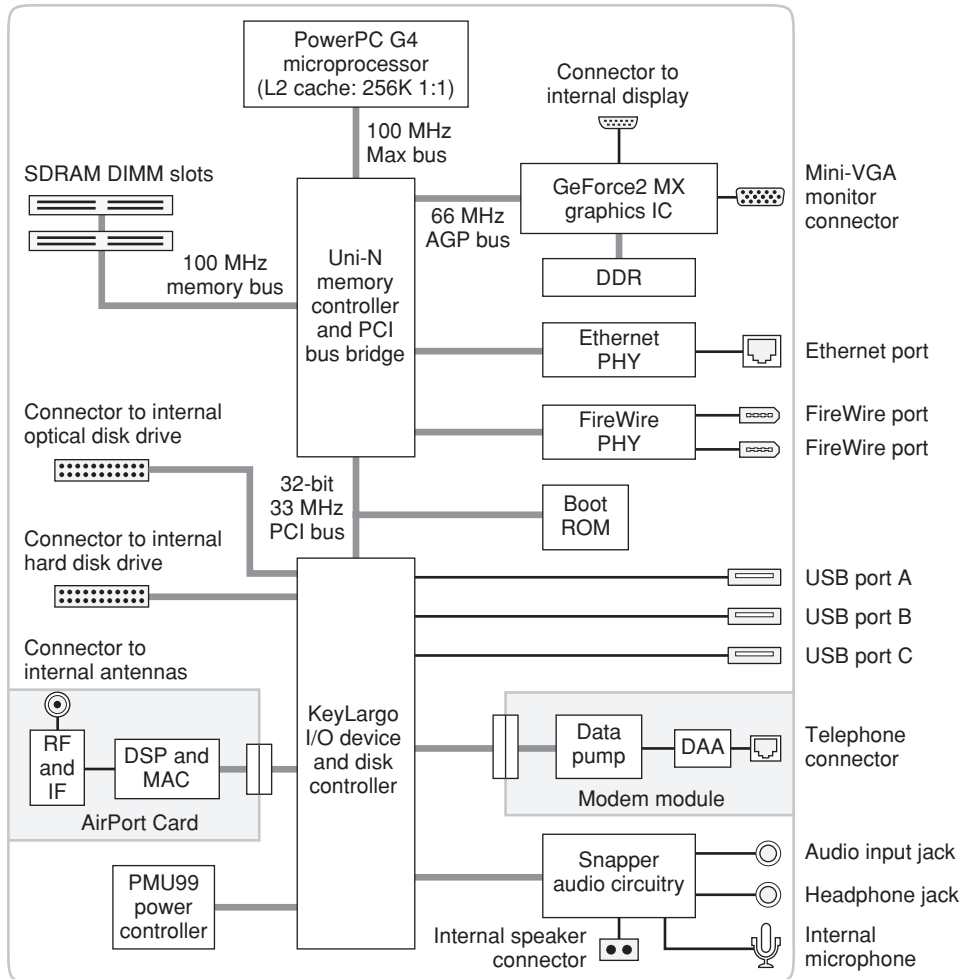 PowerPC G4
microprocessor
(L2 cache: 256K 1:1)
Connector to
internal display
100 MHz
Max bus
SDRAM DIMM slots
GeForce2 MX
graphics IC
Mini-VGA
monitor
connector
66 MHz
AGP bus
100 MHz
memory bus
Uni-N
memory
controller
and PCI
bus bridge
DDR
Ethernet
PHY
Ethernet port
Connector to internal
optical disk drive
FireWire
PHY
FireWire port
FireWire port
32-bit
33 MHz
PCI bus
Boot
ROM
Connector to internal
hard disk drive
USB port A
USB port B
USB port C
Connector to
internal antennas
KeyLargo
I/O device
and disk
controller
RF
and
IF
DSP and
MAC
AirPort Card
Data
pump
DAA
Telephone
connector
Modem module
PMU99
power
controller
Snapper
audio circuitry
Audio input jack
Headphone jack
Internal speaker
connector
Internal
microphone